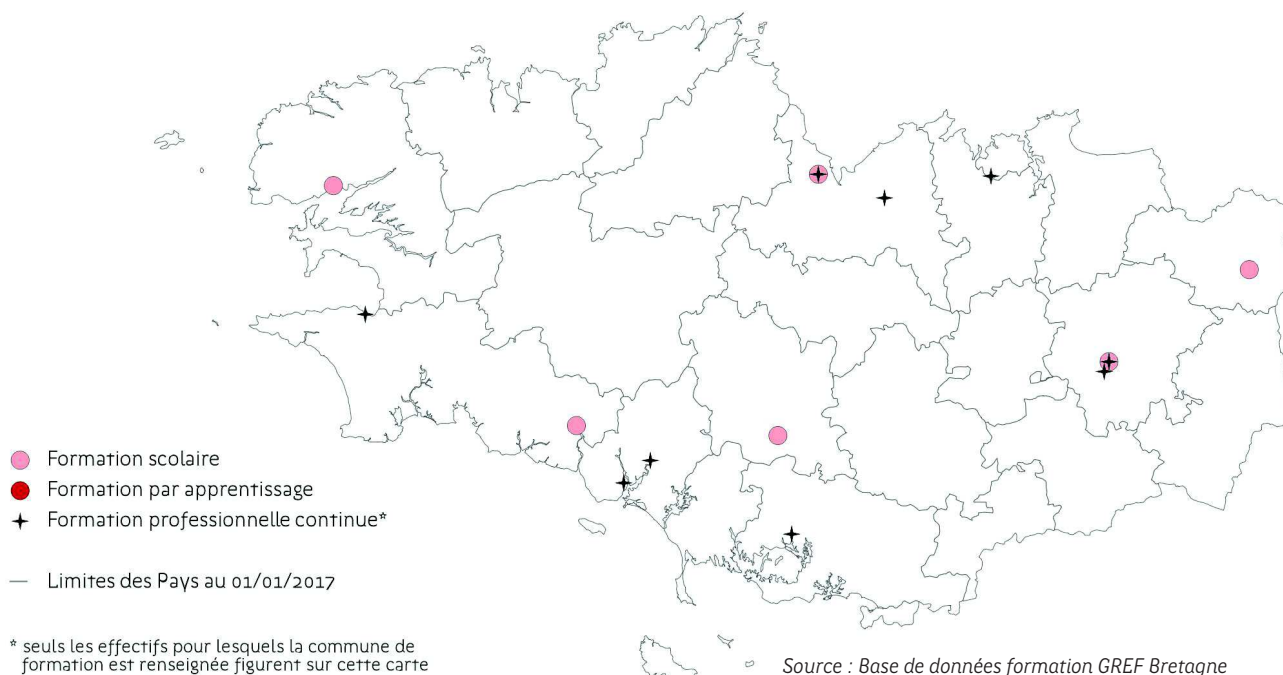 Formation scolaire
Formation par apprentissage
Formation professionnelle continue*
Limites des Pays au 01/01/2017
* seuls les effectifs pour lesquels la commune de
formation est renseignée figurent sur cette carte
Source : Base de données formation GREF Bretagne